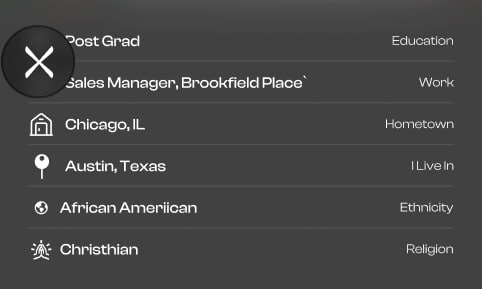 Post Grad Education
Sales Manager, Brookfield Place` Work
Chicago, IL Hometown
Austin, Texas I Live In
African Ameriican Ethnicity
Christhian Religion